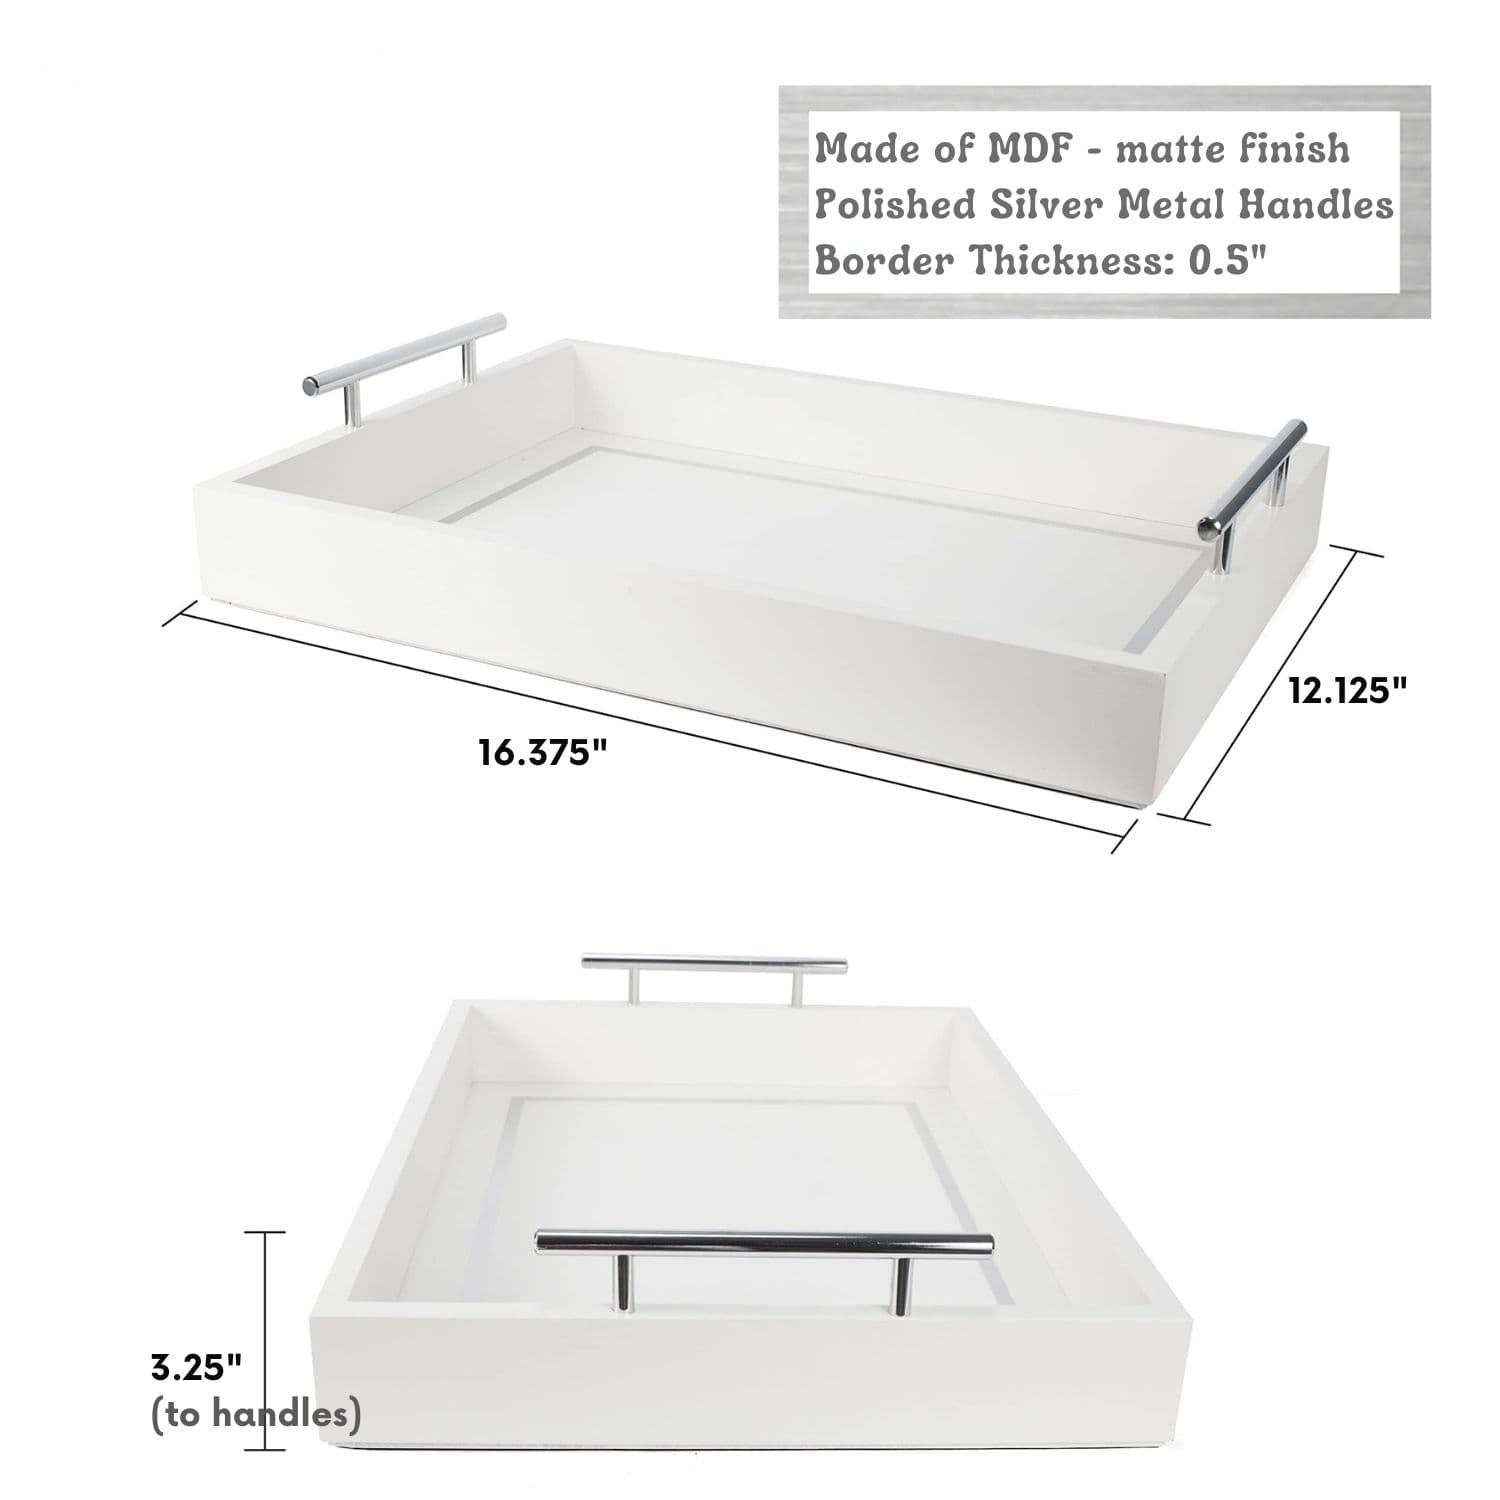 Made of MDF - matte finish
Polished Silver Metal Handles
Border Thickness: 0.5"
12.125"
16.375"
3.25"
(to handles)